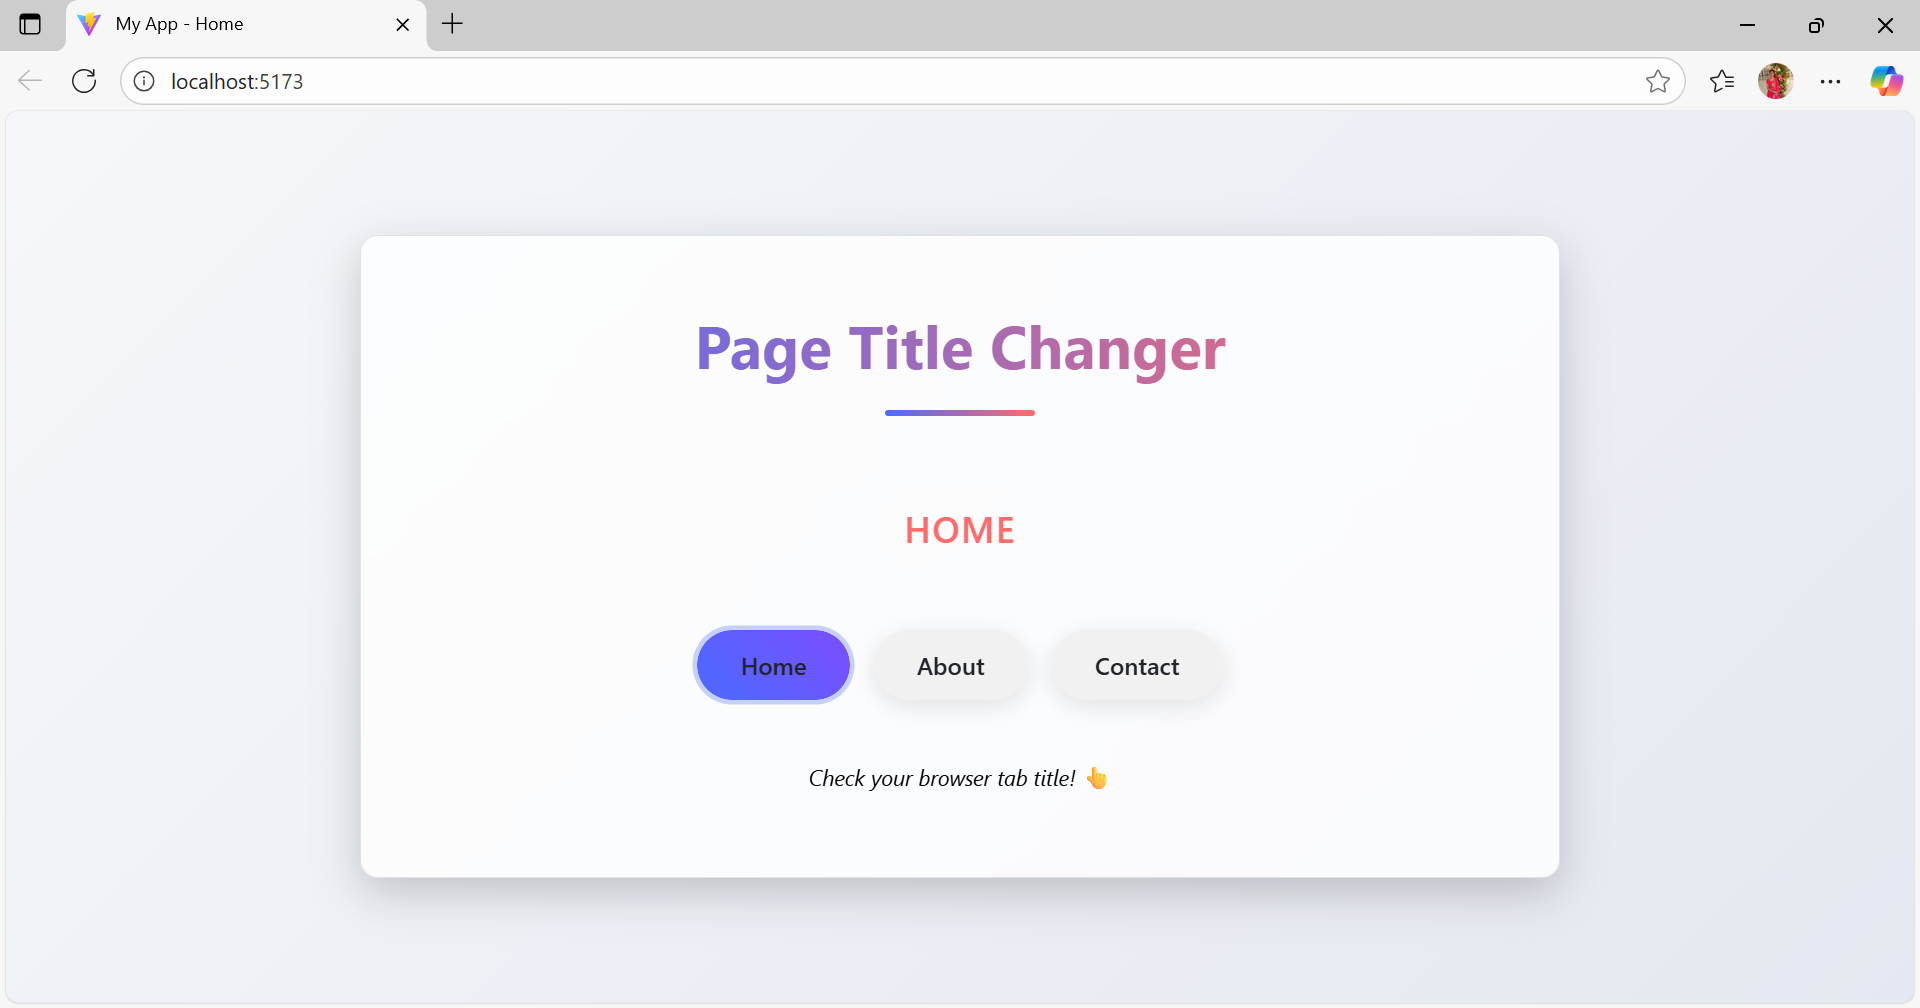 My App - Home
localhost:5173
Page Title Changer
HOME
Home About Contact
Check your browser tab title! 👆